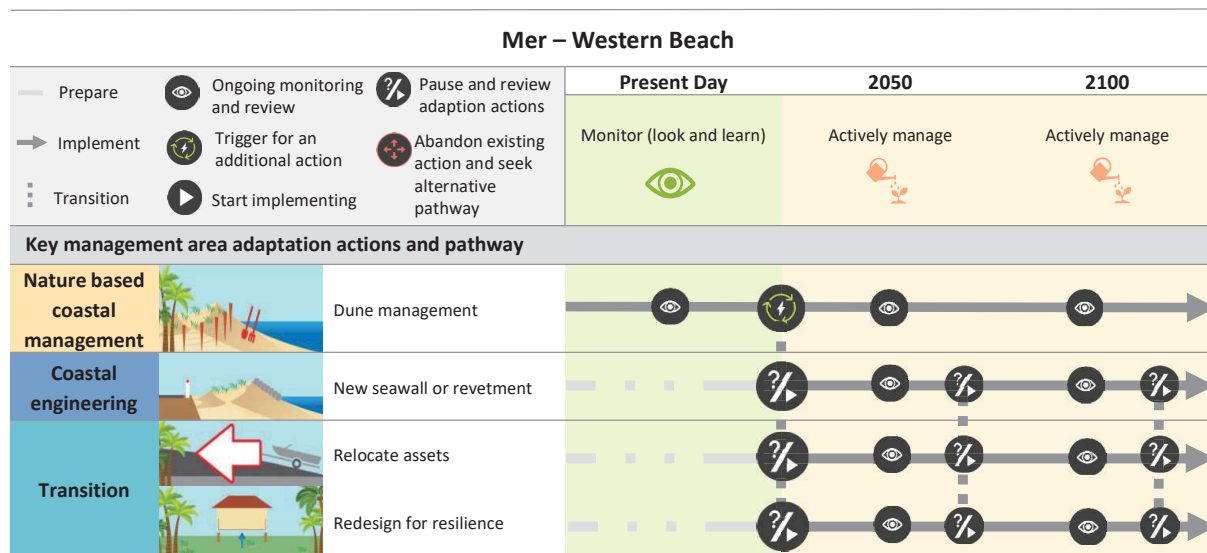 Mer – Western Beach
Prepare
Ongoing monitoring
and review
Pause and review
adaption actions
Implement
Trigger for an
additional action
Abandon existing
action and seek
alternative
pathway
Transition
Start implementing
Present Day
2050
2100
Monitor (look and learn)
Actively manage
Actively manage
Key management area adaptation actions and pathway
Nature based
coastal
management
Dune management
Coastal
engineering
New seawall or revetment
Transition
Relocate assets
Redesign for resilience